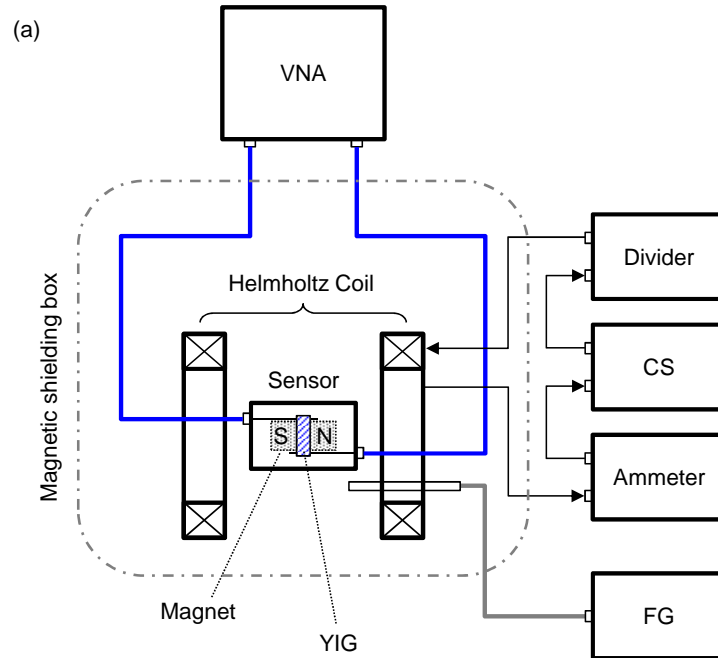 (a)
VNA
Magnetic shielding box
Helmholtz Coil
Divider
CS
Sensor
S
N
Ammeter
Magnet
YIG
FG